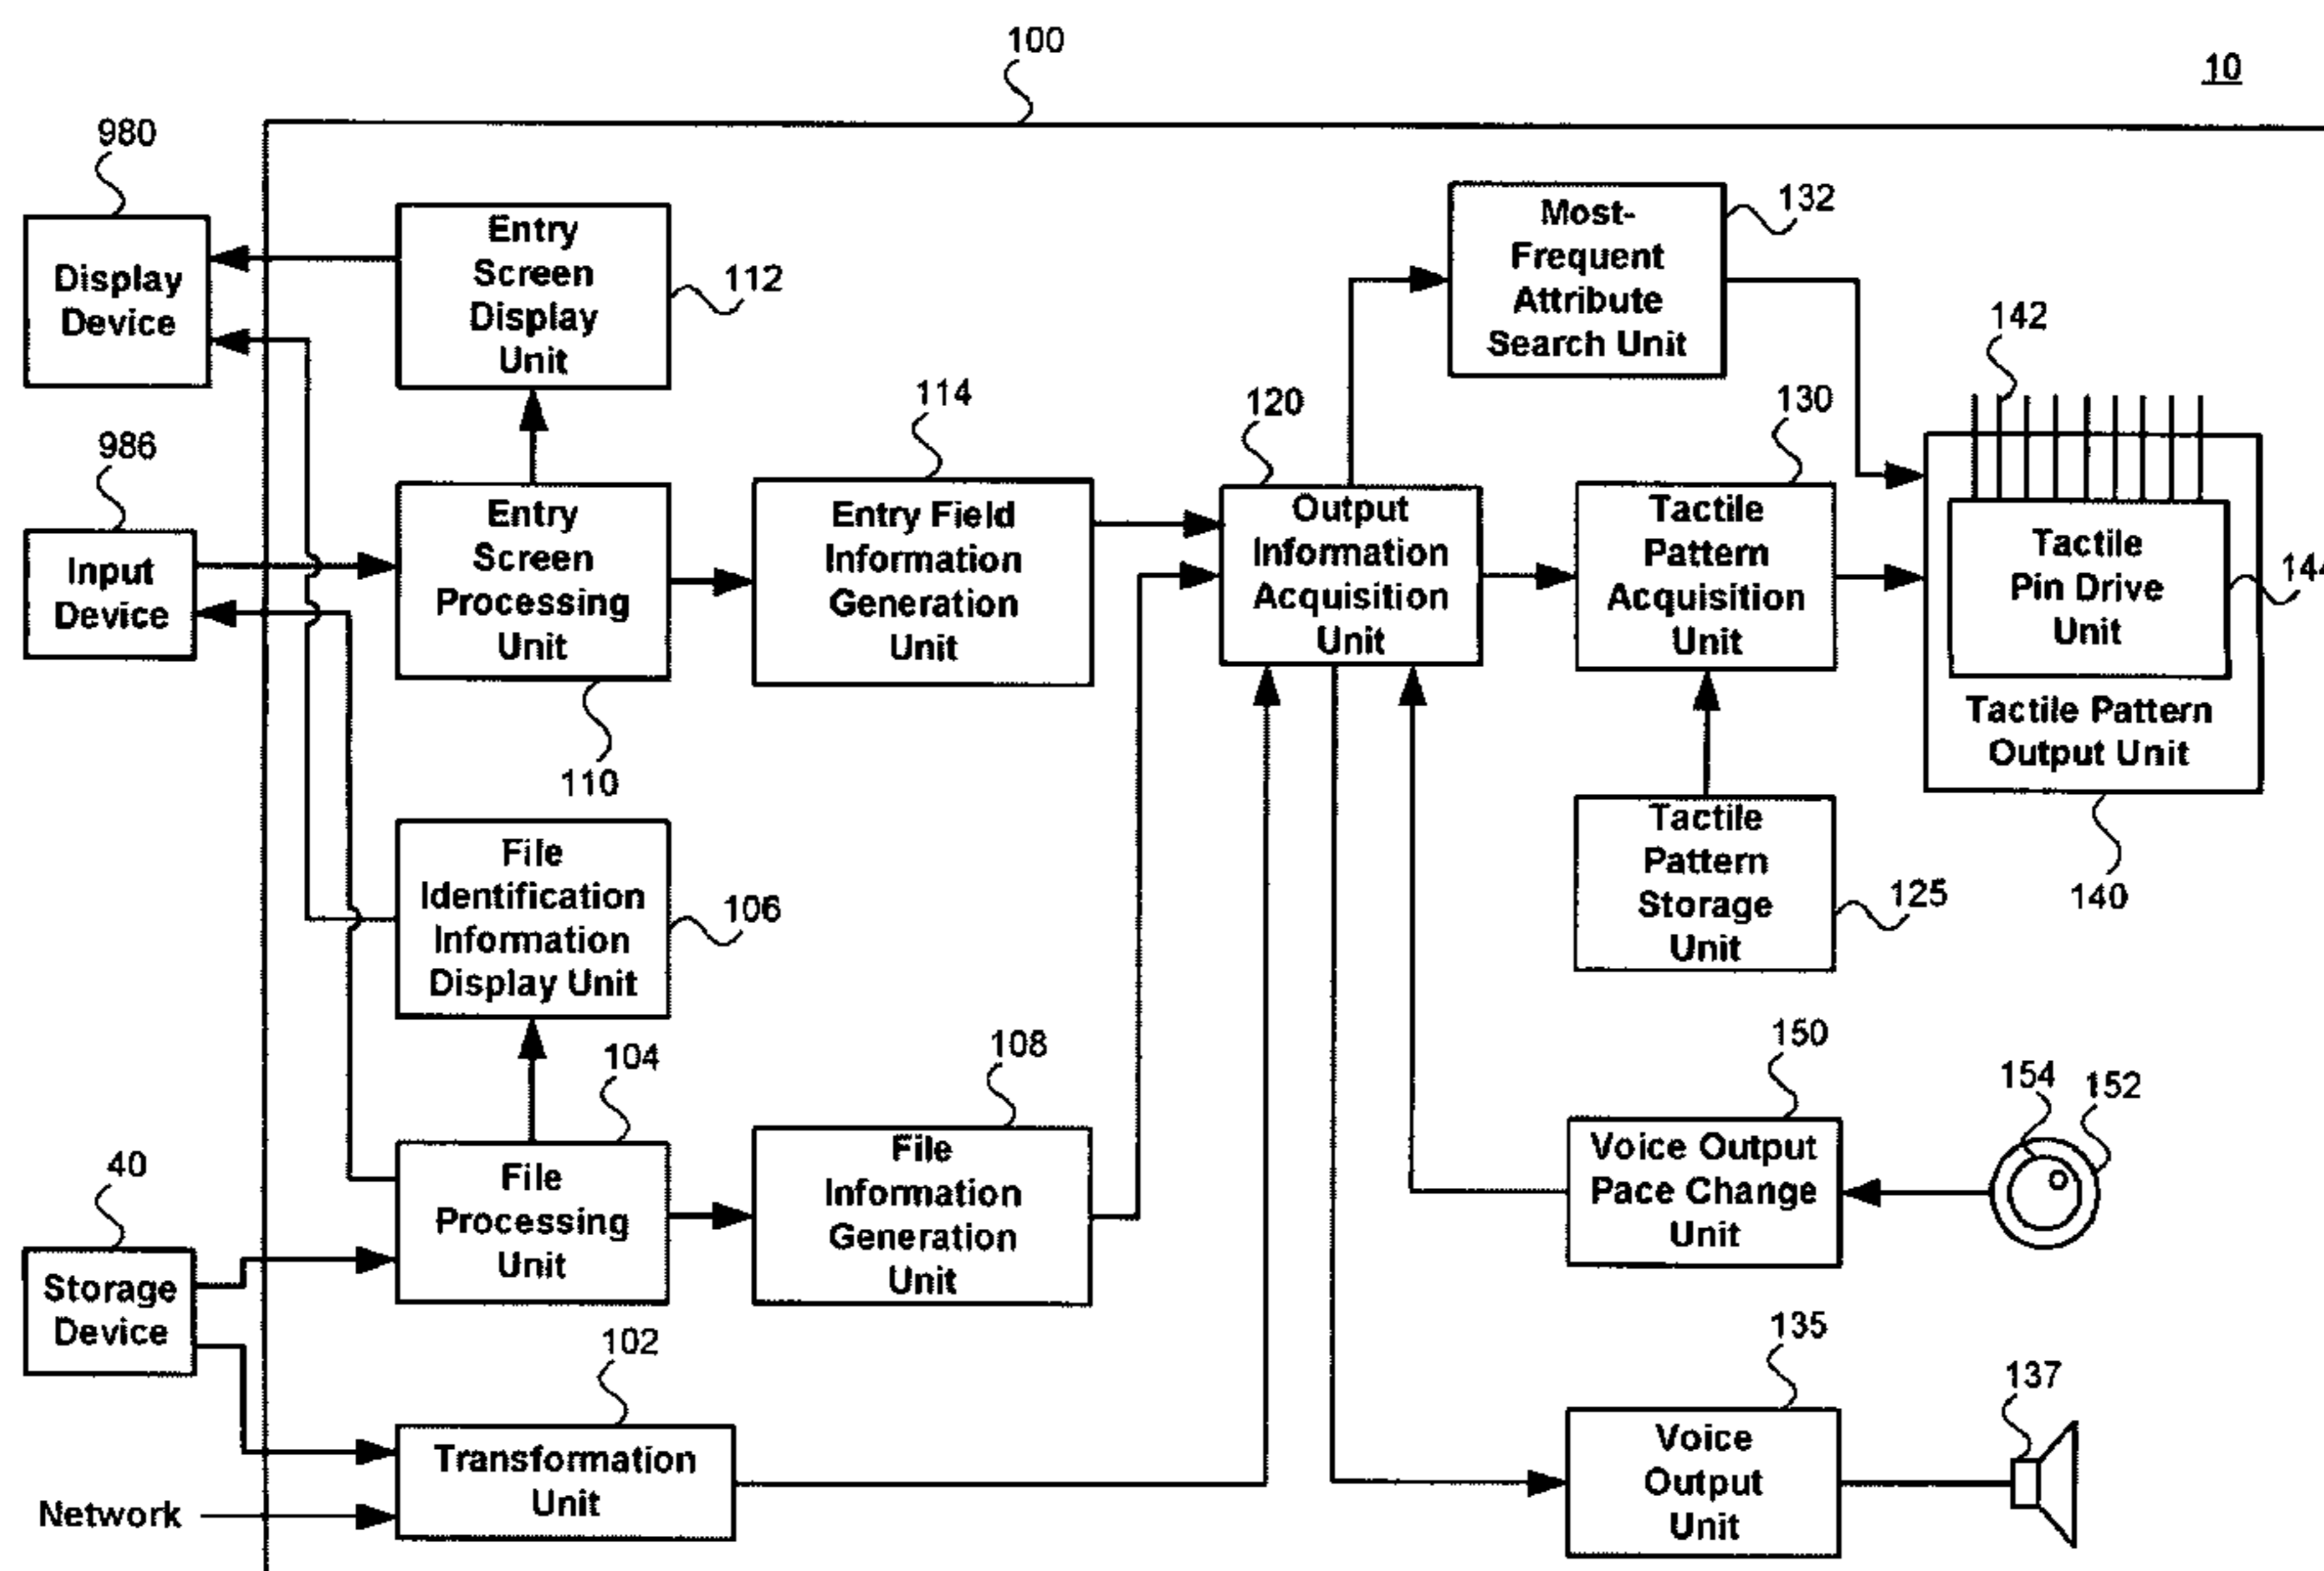 100
10
980
Display
Device
Entry
Screen
Display
Unit
112
Most-
Frequent
Attribute
Search Unit
132
986
Input
Device
Entry
Screen
Processing
Unit
110
114
Entry Field
Information
Generation
Unit
120
Output
Information
Acquisition
Unit
130
Tactile
Pattern
Acquisition
Unit
142
Tactile
Pin Drive
Unit
144
Tactile Pattern
Output Unit
140
Tactile
Pattern
Storage
Unit
125
File
Identification
Information
Display Unit
106
104
File
Processing
Unit
108
File
Information
Generation
Unit
150
Voice Output
Pace Change
Unit
154
152
40
Storage
Device
102
Transformation
Unit
Network
135
Voice
Output
Unit
137